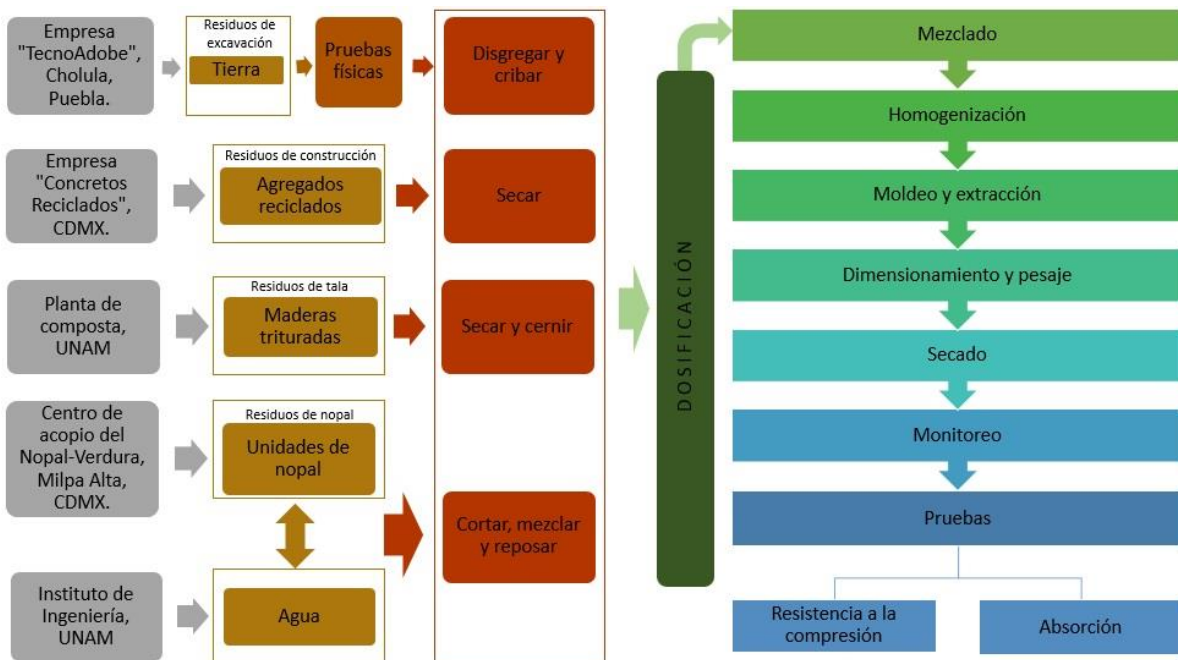 Empresa
"TecnoAdobe",
Cholula,
Puebla.
Residuos de
excavación
Tierra
Pruebas
físicas
Disgregar y
cribar
Empresa
"Concretos
Reciclados",
CDMX.
Residuos de construcción
Agregados
reciclados
Secar
Planta de
composta,
UNAM
Residuos de tala
Maderas
trituradas
Secar y cernir
Centro de
acopio del
Nopal-Verdura,
Milpa Alta,
CDMX.
Residuos de nopal
Unidades de
nopal
Cortar, mezclar
y reposar
Instituto de
Ingeniería,
UNAM
Agua
DOSIFICACIÓN
Mezclado
Homogenización
Moldeo y extracción
Dimensionamiento y pesaje
Secado
Monitoreo
Pruebas
Resistencia a la
compresión
Absorción